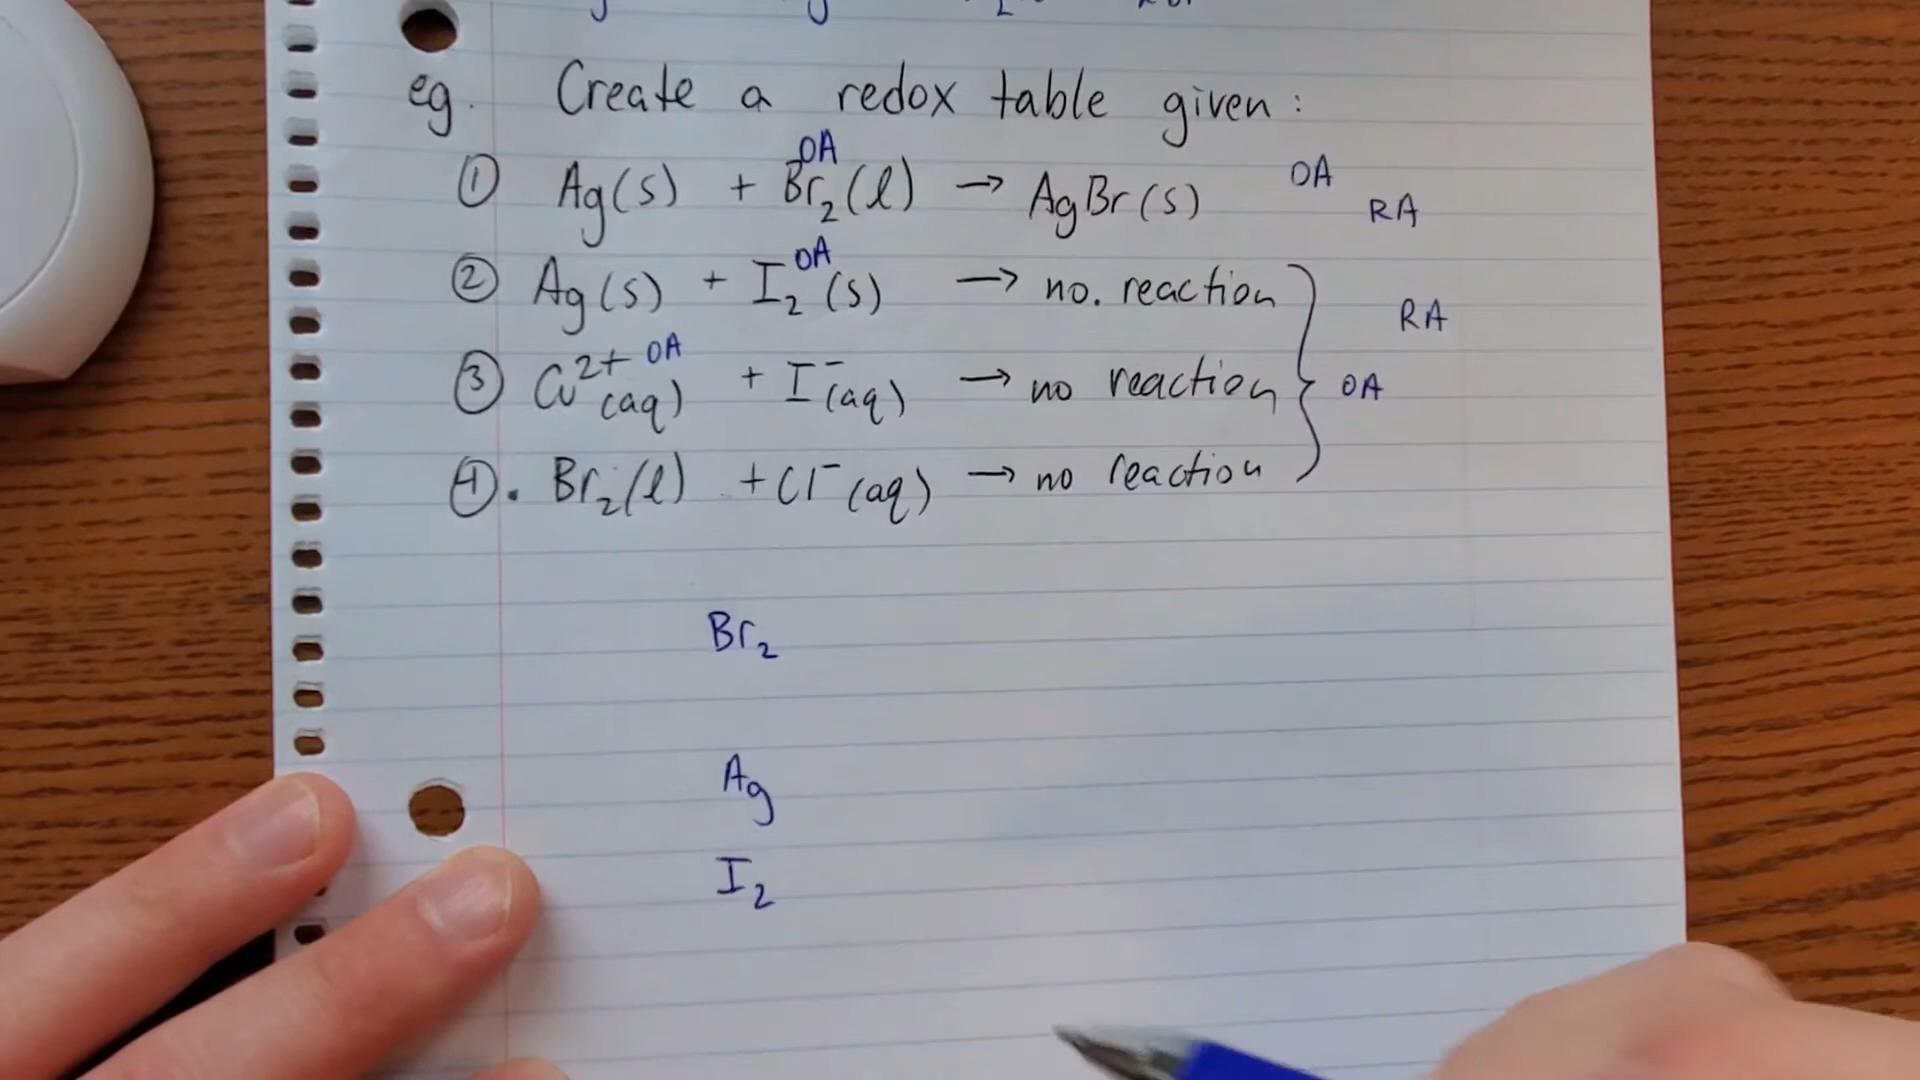 eg. Create a redox table given:
OA
① Ag(s) + Br₂(l) → AgBr(s) OA
RA
OA
② Ag(s) + I₂(s) → no. reaction
RA
③ Cu²⁺(aq) OA + I⁻(aq) → no reaction OA
④. Br₂(l) + Cl⁻(aq) → no reaction
Br₂
Ag
I₂